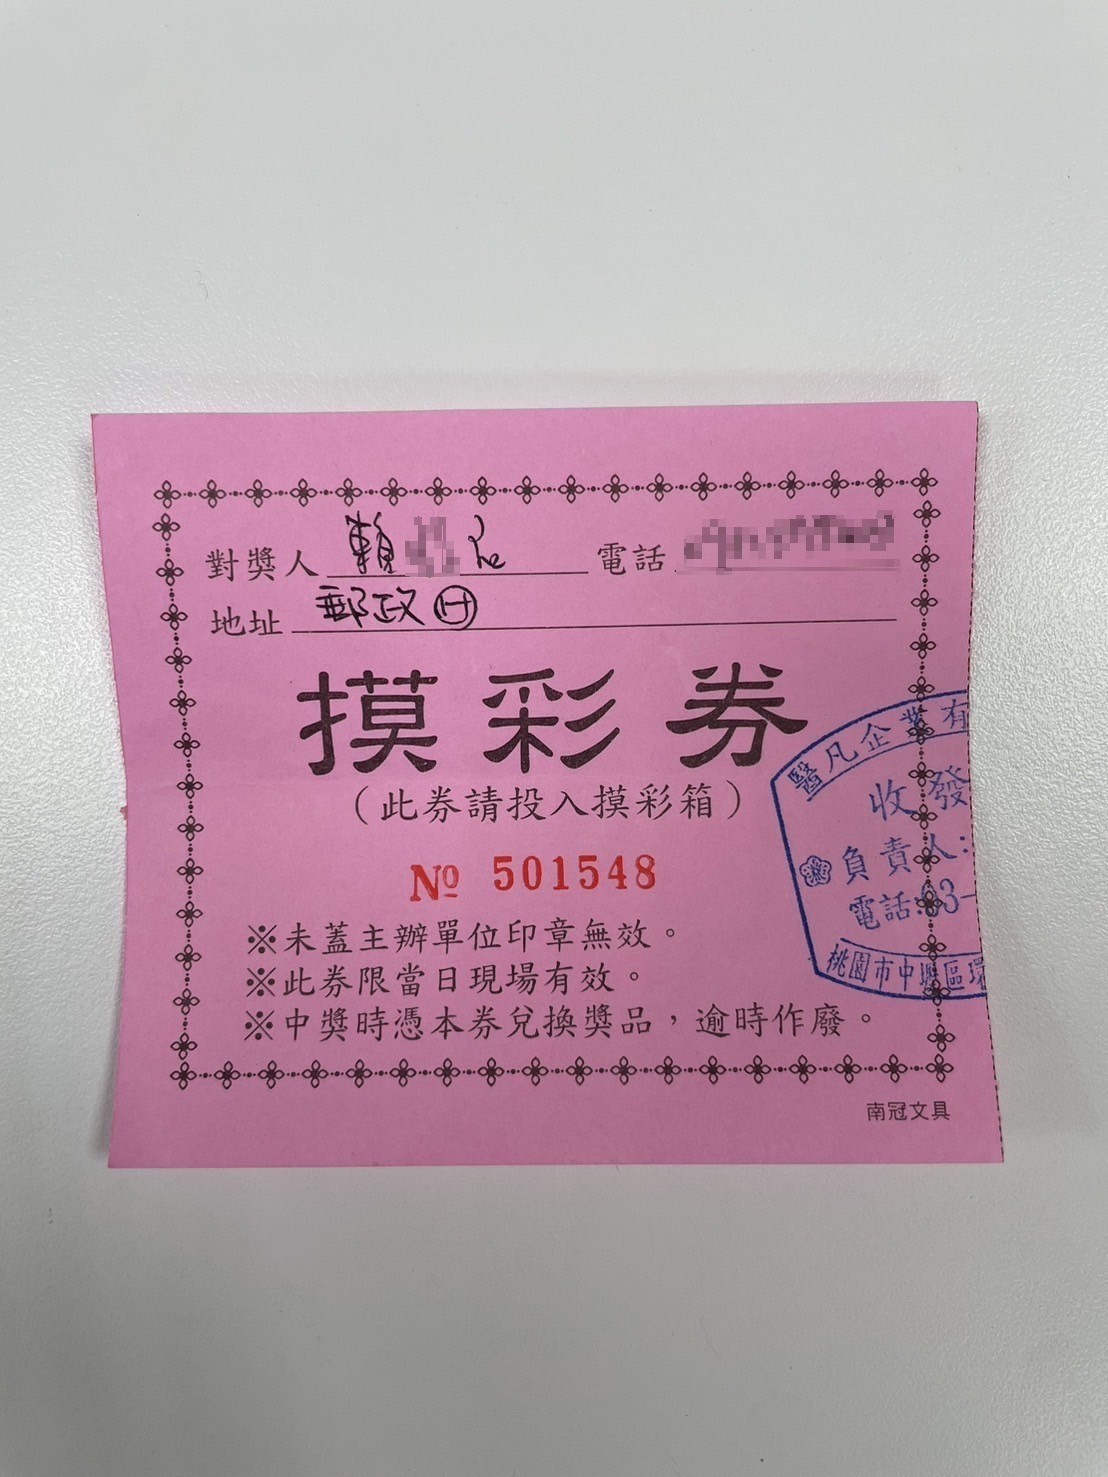 對獎人 賴 電話
地址 郵政
摸彩券
（此券請投入摸彩箱）
№ 501548
※未蓋主辦單位印章無效。
※此券限當日現場有效。
※中獎時憑本券兌換獎品，逾時作廢。
南冠文具
醫凡企業有
收發
負責人:
電話:03-
桃園市中壢區環